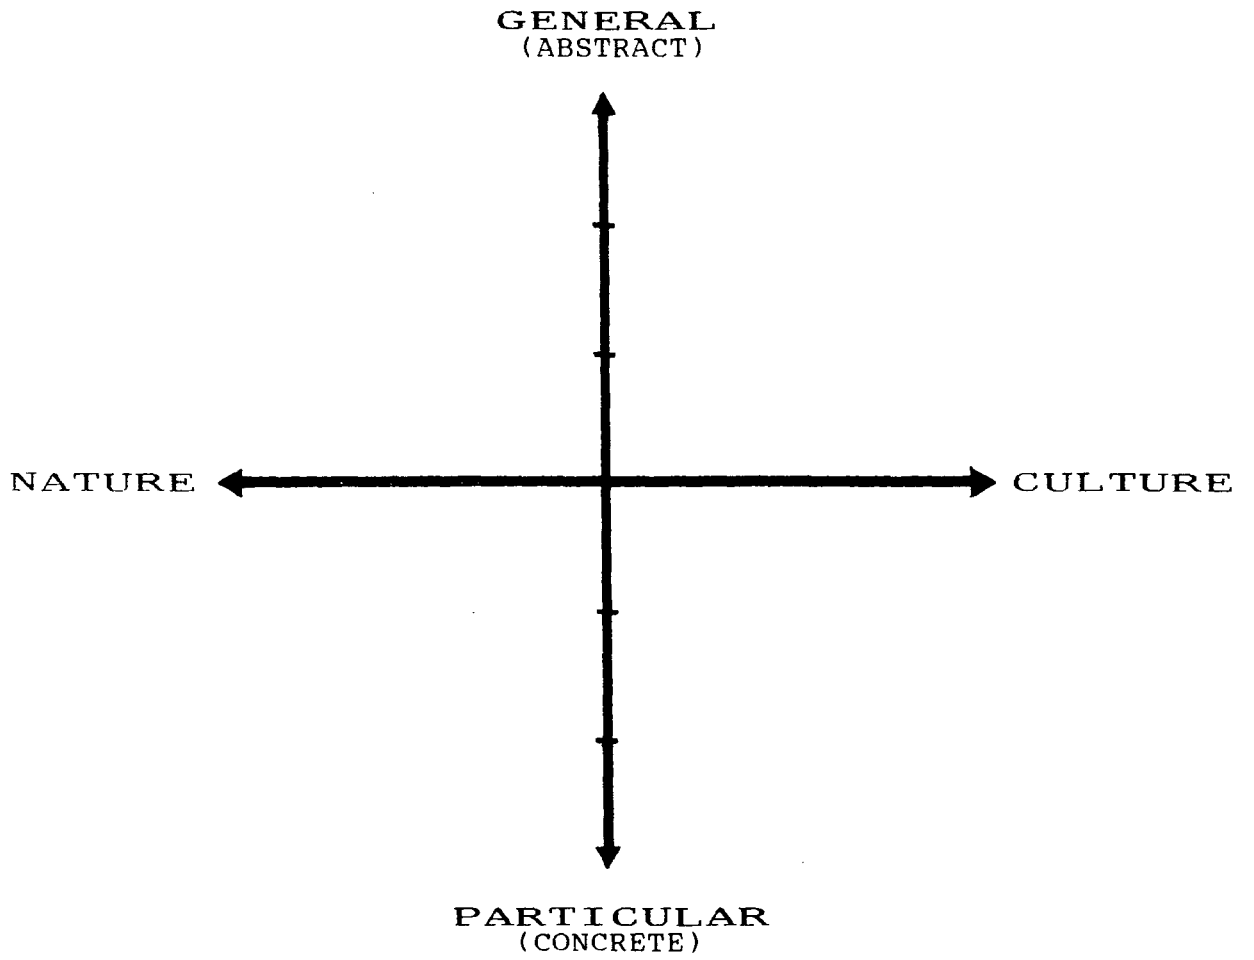 GENERAL
(ABSTRACT)
NATURE
CULTURE
PARTICULAR
(CONCRETE)